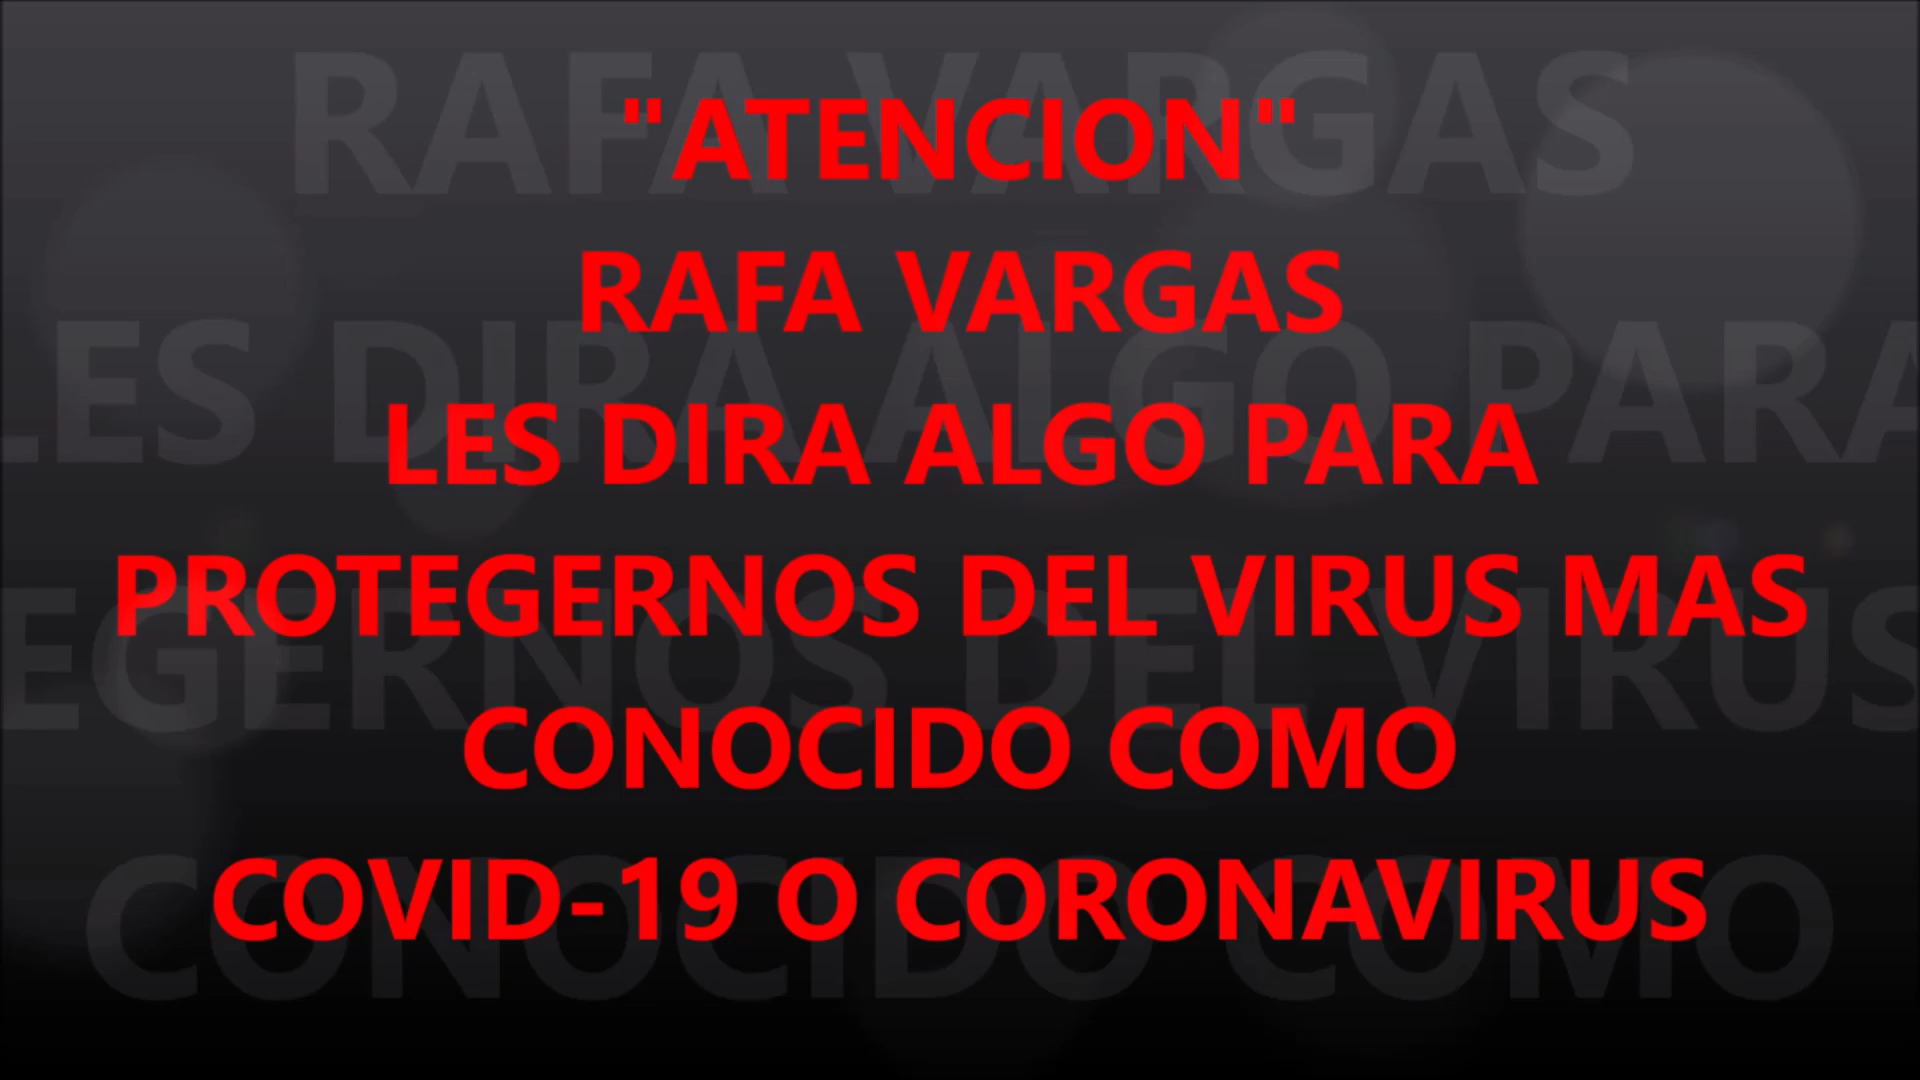 "ATENCION"
RAFA VARGAS
LES DIRA ALGO PARA
PROTEGERNOS DEL VIRUS MAS
CONOCIDO COMO
COVID-19 O CORONAVIRUS